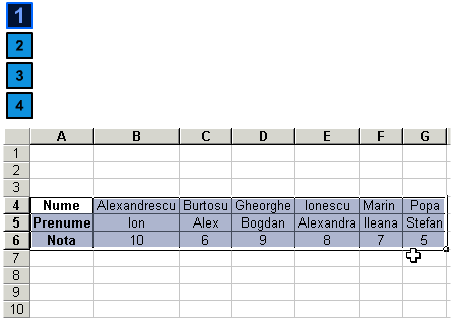 1
2
3
4
A B C D E F G
1
2
3
4 Nume Alexandrescu Burtosu Gheorghe Ionescu Marin Popa
5 Prenume Ion Alex Bogdan Alexandra Ileana Stefan
6 Nota 10 6 9 8 7 5
7
8
9
10